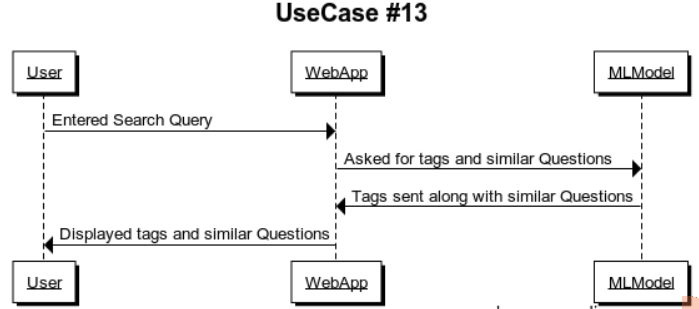 UseCase #13
User WebApp MLModel
Entered Search Query
Asked for tags and similar Questions
Tags sent along with similar Questions
Displayed tags and similar Questions
User WebApp MLModel